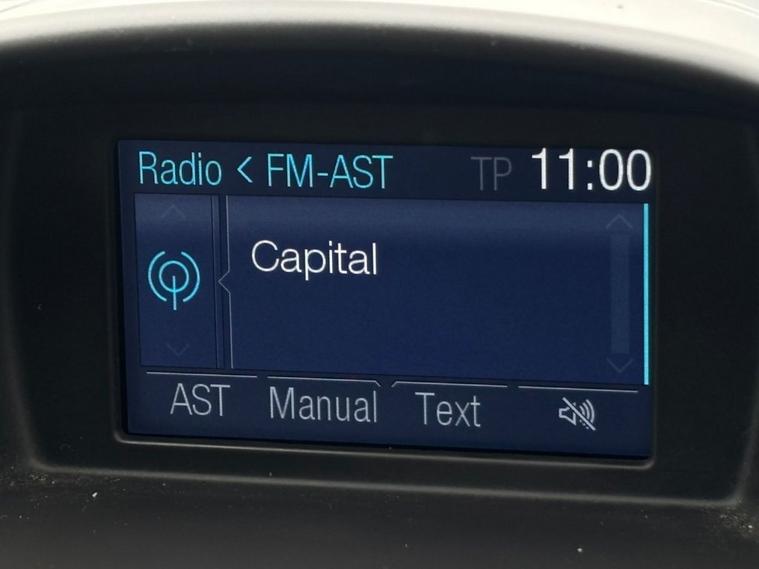 Radio < FM-AST TP 11:00
Capital
AST Manual Text